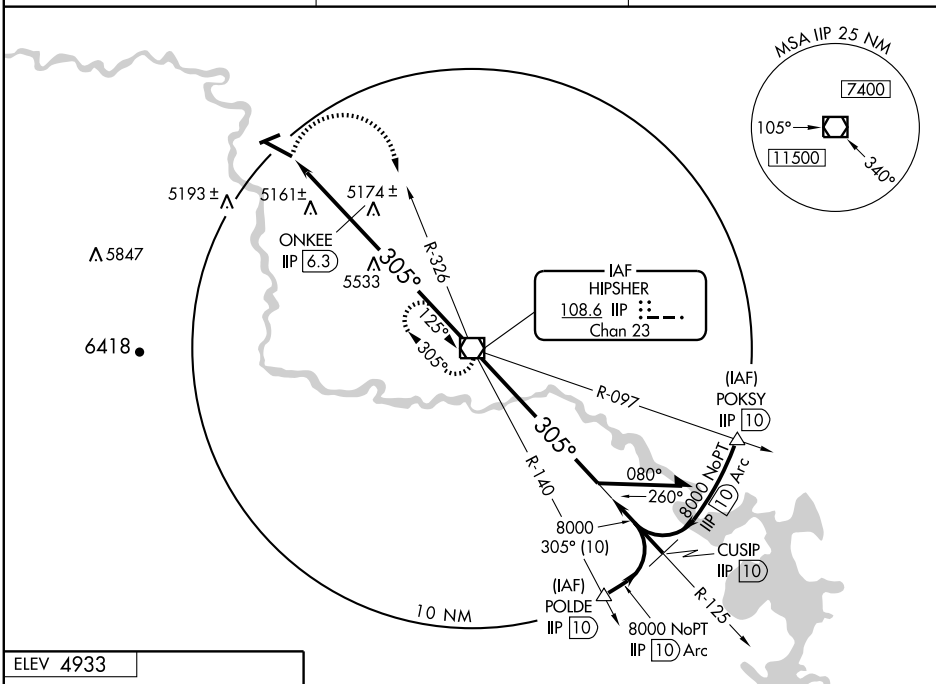 MSA IIP 25 NM
7400
105°
11500
340°
5193 ±
5161±
5174 ±
ONKEE
IIP 6.3
5847
5533
305°
R-326
IAF
HIPSHER
108.6 IIP
Chan 23
6418
125°
305°
R-097
(IAF)
POKSY
IIP 10
305°
R-140
080°
260°
8000 NoPT
IIP 10 Arc
8000
305° (10)
CUSIP
IIP 10
(IAF)
POLDE
IIP 10
R-125
10 NM
8000 NoPT
IIP 10 Arc
ELEV 4933